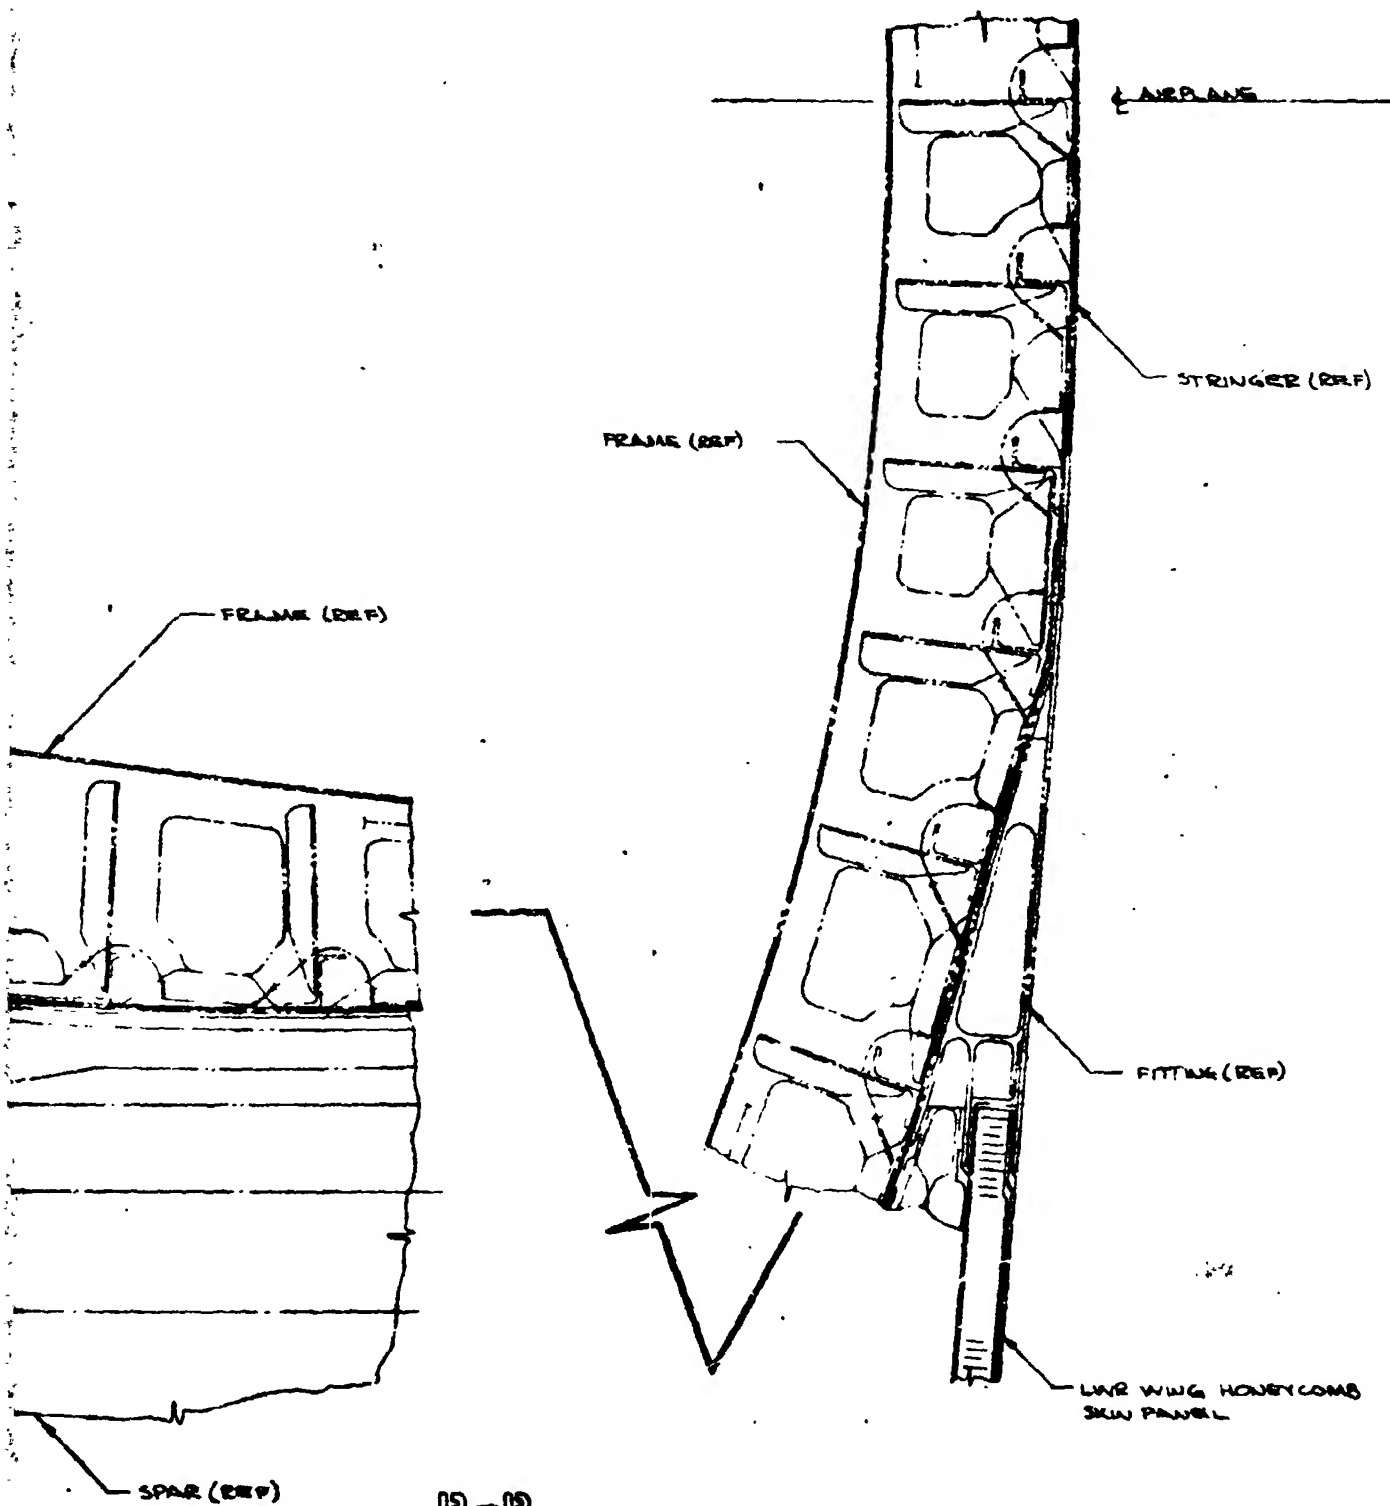 ℄ AIRPLANE
STRINGER (REF)
FRAME (REF)
FRAME (REF)
FITTING (REF)
LWR WING HONEYCOMB
SKIN PANEL
SPAR (REF)